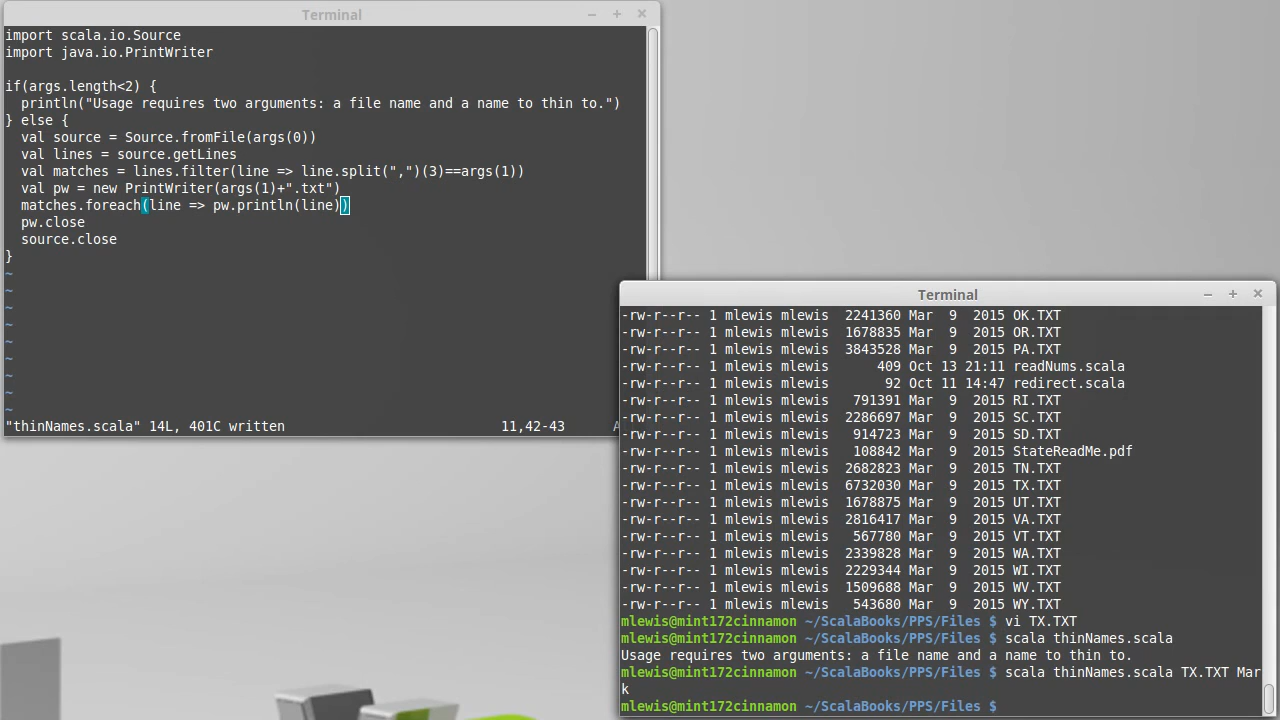 Terminal
import scala.io.Source
import java.io.PrintWriter
if(args.length<2) {
  println("Usage requires two arguments: a file name and a name to thin to.")
} else {
  val source = Source.fromFile(args(0))
  val lines = source.getLines
  val matches = lines.filter(line => line.split(",")(3)==args(1))
  val pw = new PrintWriter(args(1)+".txt")
  matches.foreach(line => pw.println(line))
  pw.close
  source.close
}
~
~
~
~
~
~
~
~
~
"thinNames.scala" 14L, 401C written 11,42-43
Terminal
-rw-r--r-- 1 mlewis mlewis  2241360 Mar  9  2015 OK.TXT
-rw-r--r-- 1 mlewis mlewis  1678835 Mar  9  2015 OR.TXT
-rw-r--r-- 1 mlewis mlewis  3843528 Mar  9  2015 PA.TXT
-rw-r--r-- 1 mlewis mlewis      409 Oct 13 21:11 readNums.scala
-rw-r--r-- 1 mlewis mlewis       92 Oct 11 14:47 redirect.scala
-rw-r--r-- 1 mlewis mlewis   791391 Mar  9  2015 RI.TXT
-rw-r--r-- 1 mlewis mlewis  2286697 Mar  9  2015 SC.TXT
-rw-r--r-- 1 mlewis mlewis   914723 Mar  9  2015 SD.TXT
-rw-r--r-- 1 mlewis mlewis   108842 Mar  9  2015 StateReadMe.pdf
-rw-r--r-- 1 mlewis mlewis  2682823 Mar  9  2015 TN.TXT
-rw-r--r-- 1 mlewis mlewis  6732030 Mar  9  2015 TX.TXT
-rw-r--r-- 1 mlewis mlewis  1678875 Mar  9  2015 UT.TXT
-rw-r--r-- 1 mlewis mlewis  2816417 Mar  9  2015 VA.TXT
-rw-r--r-- 1 mlewis mlewis   567780 Mar  9  2015 VT.TXT
-rw-r--r-- 1 mlewis mlewis  2339828 Mar  9  2015 WA.TXT
-rw-r--r-- 1 mlewis mlewis  2229344 Mar  9  2015 WI.TXT
-rw-r--r-- 1 mlewis mlewis  1509688 Mar  9  2015 WV.TXT
-rw-r--r-- 1 mlewis mlewis   543680 Mar  9  2015 WY.TXT
mlewis@mint172cinnamon ~/ScalaBooks/PPS/Files $ vi TX.TXT
mlewis@mint172cinnamon ~/ScalaBooks/PPS/Files $ scala thinNames.scala
Usage requires two arguments: a file name and a name to thin to.
mlewis@mint172cinnamon ~/ScalaBooks/PPS/Files $ scala thinNames.scala TX.TXT Mar
k
mlewis@mint172cinnamon ~/ScalaBooks/PPS/Files $